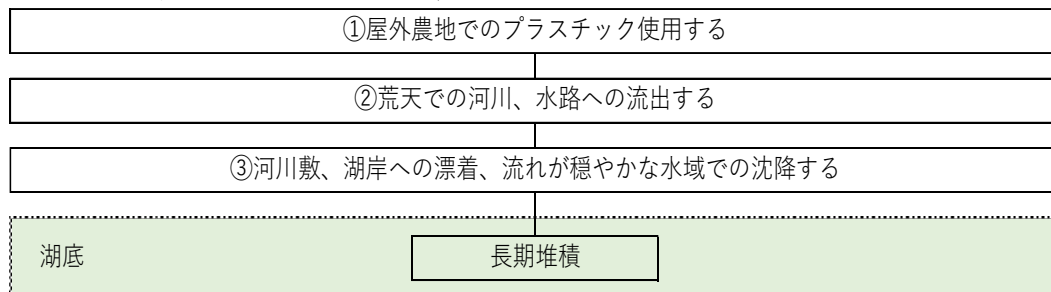 ①屋外農地でのプラスチック使用する
②荒天での河川、水路への流出する
③河川敷、湖岸への漂着、流れが穏やかな水域での沈降する
湖底
長期堆積